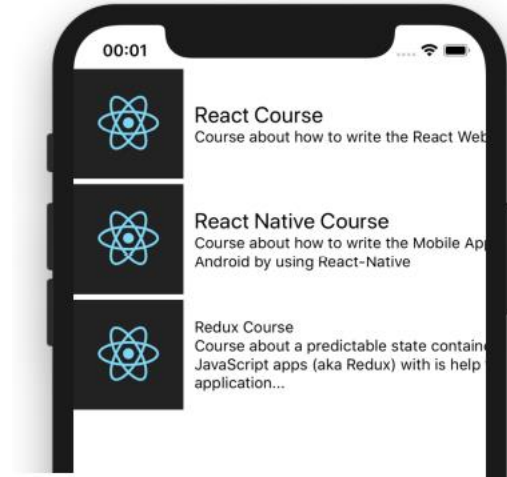 00:01
React Course
Course about how to write the React Web
React Native Course
Course about how to write the Mobile App
Android by using React-Native
Redux Course
Course about a predictable state
JavaScript apps (aka Redux) with is help
application...